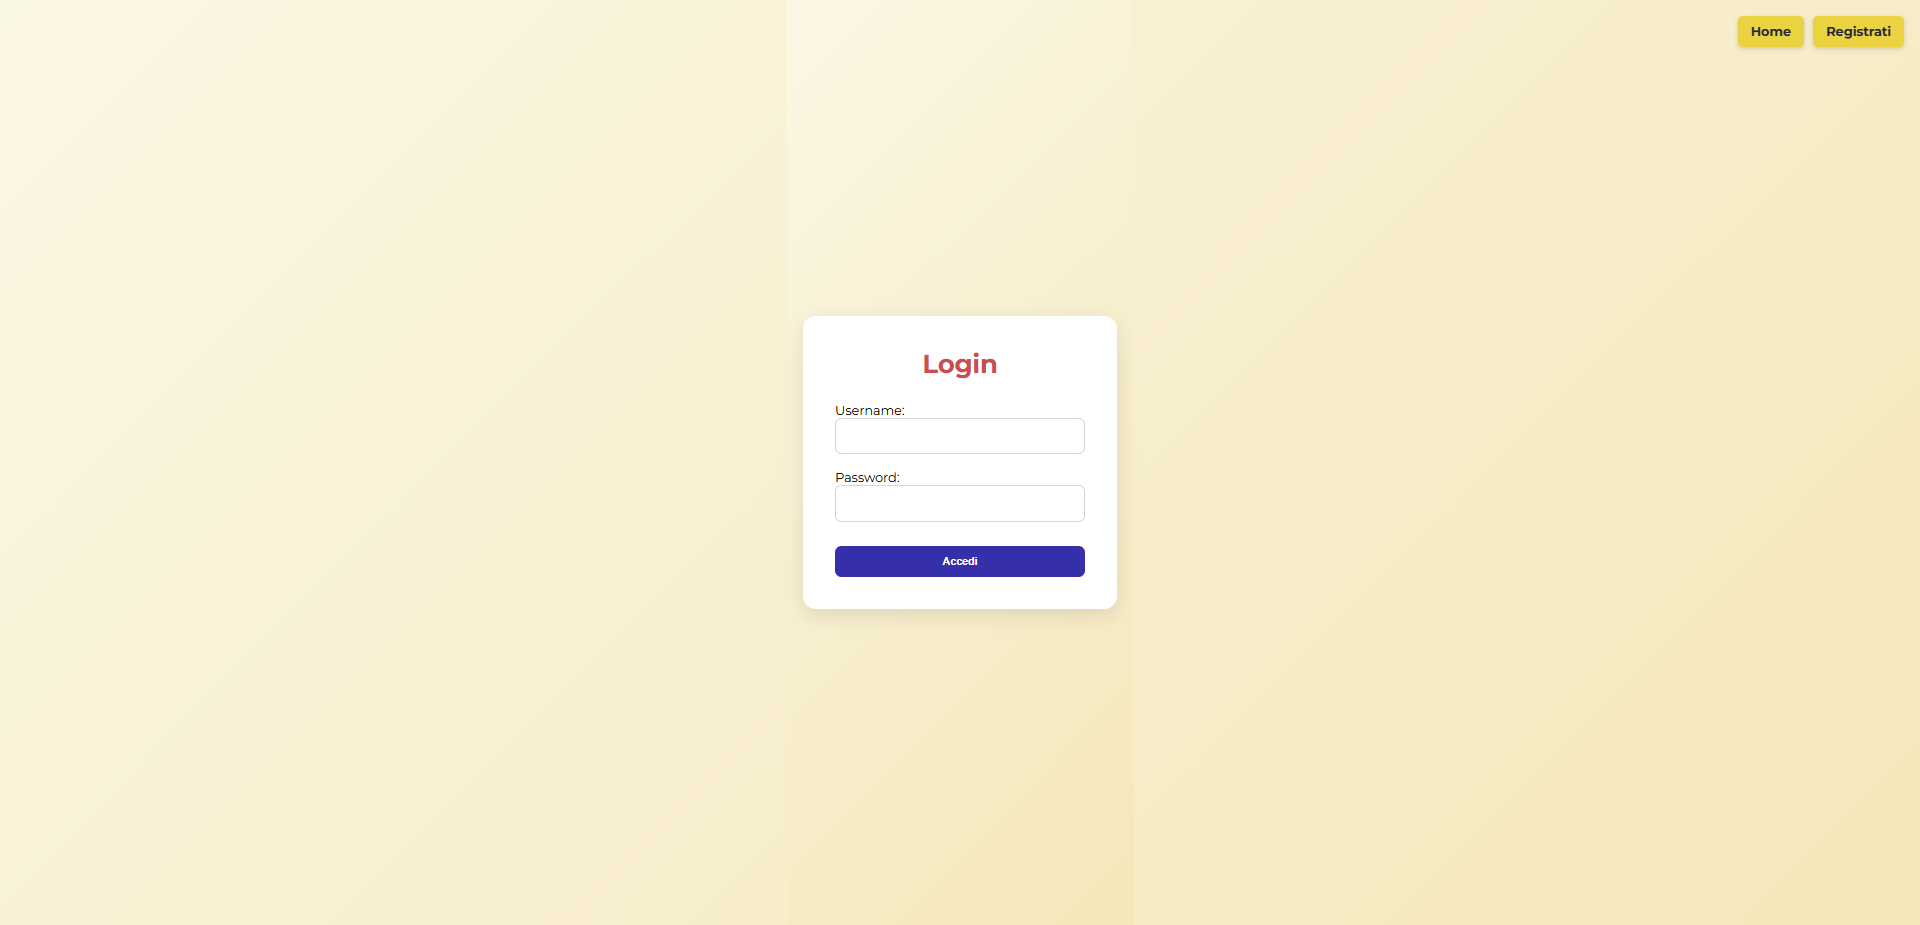 Home Registrati
Login
Username:
Password:
Accedi